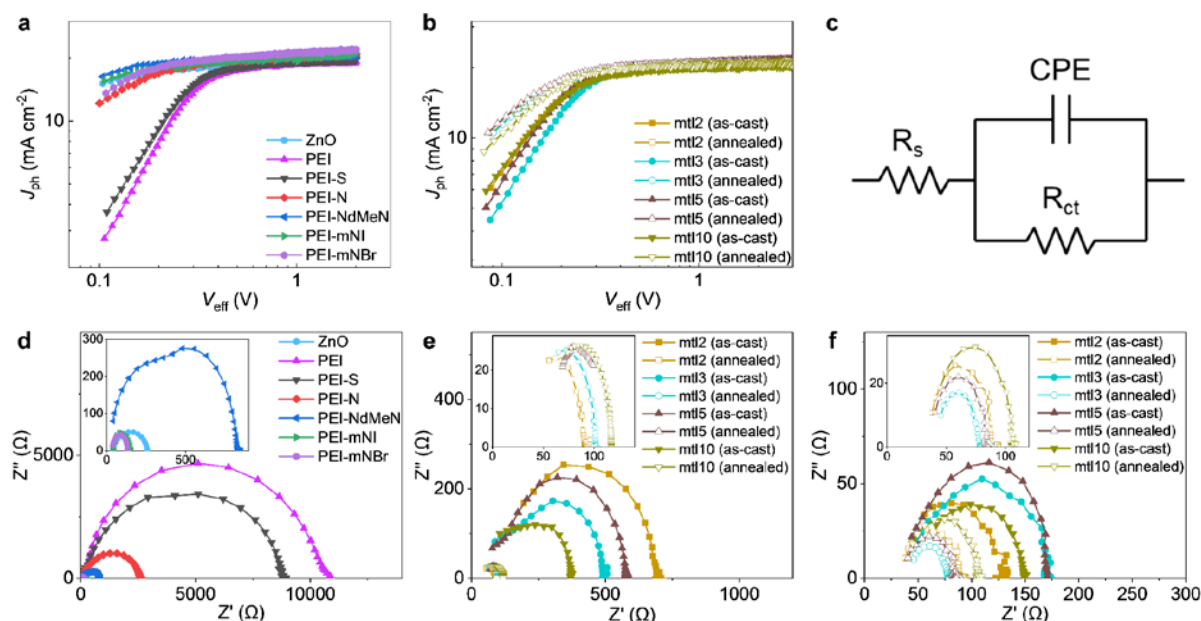 a
J_ph (mA cm⁻²)
10
0.1
1
V_eff (V)
ZnO
PEI
PEI-S
PEI-N
PEI-NdMeN
PEI-mNI
PEI-mNBr
b
J_ph (mA cm⁻²)
10
0.1
1
V_eff (V)
mtl2 (as-cast)
mtl2 (annealed)
mtl3 (as-cast)
mtl3 (annealed)
mtl5 (as-cast)
mtl5 (annealed)
mtl10 (as-cast)
mtl10 (annealed)
c
CPE
R_s
R_ct
d
Z'' (Ω)
5000
0
0
5000
10000
Z' (Ω)
300
200
100
0
0
500
ZnO
PEI
PEI-S
PEI-N
PEI-NdMeN
PEI-mNI
PEI-mNBr
e
Z'' (Ω)
500
400
200
0
0
500
1000
Z' (Ω)
20
10
0
0
50
100
mtl2 (as-cast)
mtl2 (annealed)
mtl3 (as-cast)
mtl3 (annealed)
mtl5 (as-cast)
mtl5 (annealed)
mtl10 (as-cast)
mtl10 (annealed)
f
Z'' (Ω)
100
50
0
0
50
100
150
200
300
Z' (Ω)
20
0
0
50
100
mtl2 (as-cast)
mtl2 (annealed)
mtl3 (as-cast)
mtl3 (annealed)
mtl5 (as-cast)
mtl5 (annealed)
mtl10 (as-cast)
mtl10 (annealed)